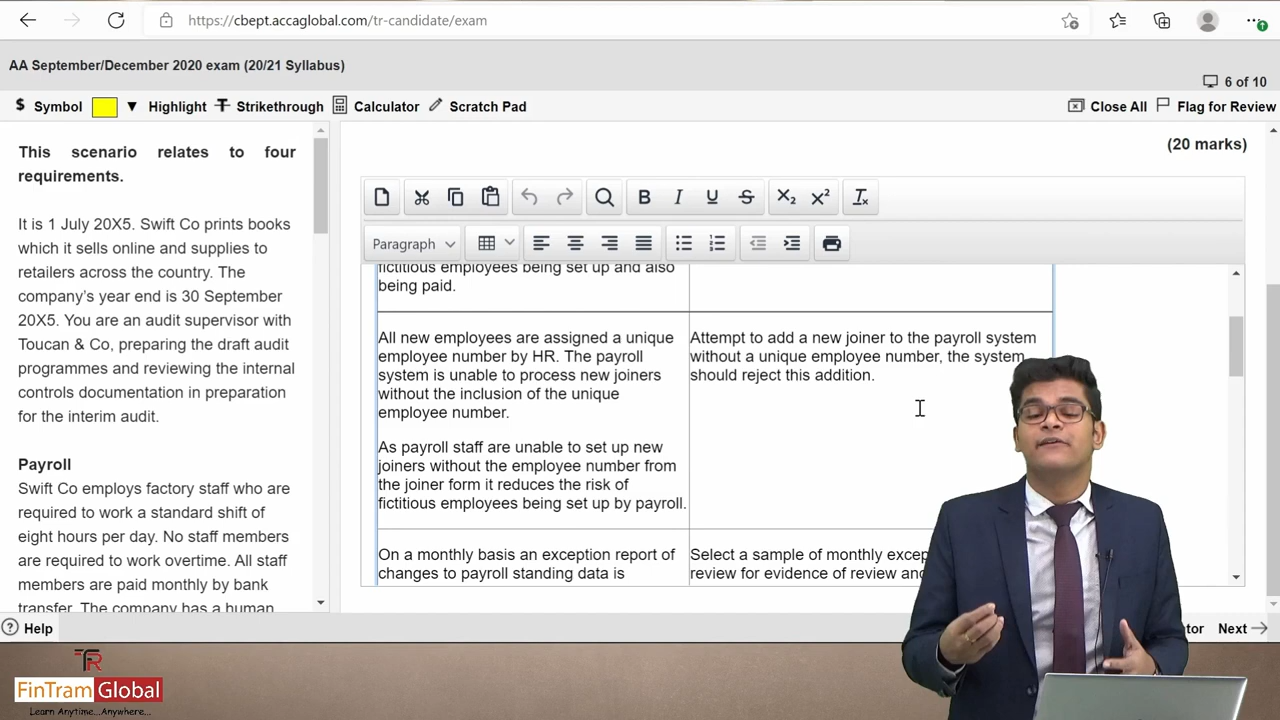 https://cbept.accaglobal.com/tr-candidate/exam
AA September/December 2020 exam (20/21 Syllabus)
6 of 10
$ Symbol Highlight Strikethrough Calculator Scratch Pad Close All Flag for Review
This scenario relates to four
requirements.
It is 1 July 20X5. Swift Co prints books
which it sells online and supplies to
retailers across the country. The
company's year end is 30 September
20X5. You are an audit supervisor with
Toucan & Co, preparing the draft audit
programmes and reviewing the internal
controls documentation in preparation
for the interim audit.
Payroll
Swift Co employs factory staff who are
required to work a standard shift of
eight hours per day. No staff members
are required to work overtime. All staff
members are paid monthly by bank
transfer. The company has a human
(20 marks)
B I U S X₂ X² Ix
Paragraph
fictitious employees being set up and also
being paid.
All new employees are assigned a unique
employee number by HR. The payroll
system is unable to process new joiners
without the inclusion of the unique
employee number.
As payroll staff are unable to set up new
joiners without the employee number from
the joiner form it reduces the risk of
fictitious employees being set up by payroll.
Attempt to add a new joiner to the payroll system
without a unique employee number, the system
should reject this addition.
On a monthly basis an exception report of
changes to payroll standing data is
Select a sample of monthly
review for evidence of review
Help
Next
TR
FinTram Global
Learn Anytime...Anywhere...